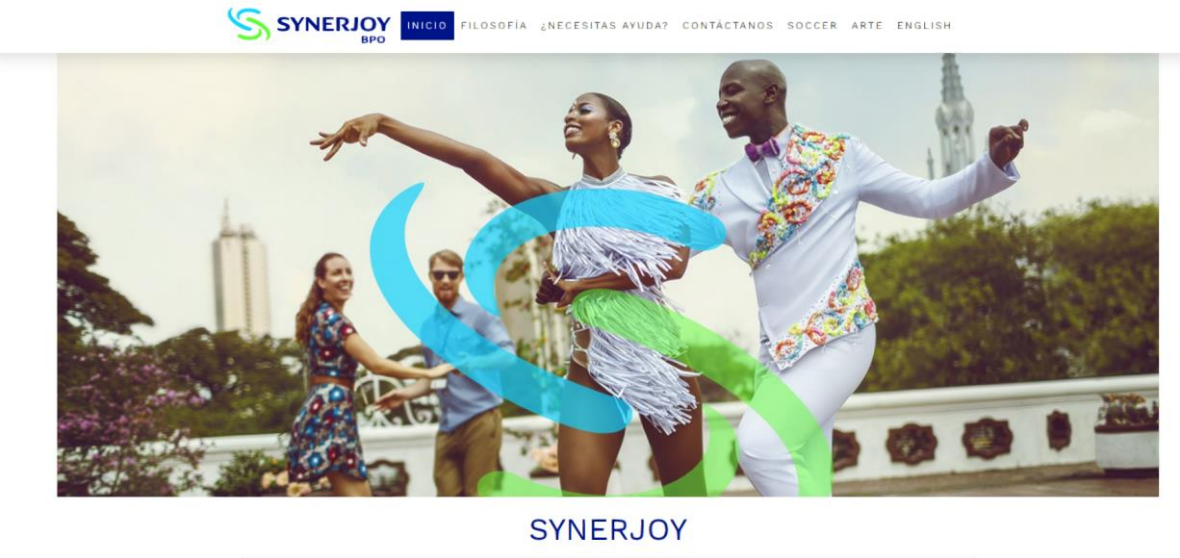 SYNERJOY BPO
INICIO FILOSOFÍA ¿NECESITAS AYUDA? CONTÁCTANOS SOCCER ARTE ENGLISH
SYNERJOY